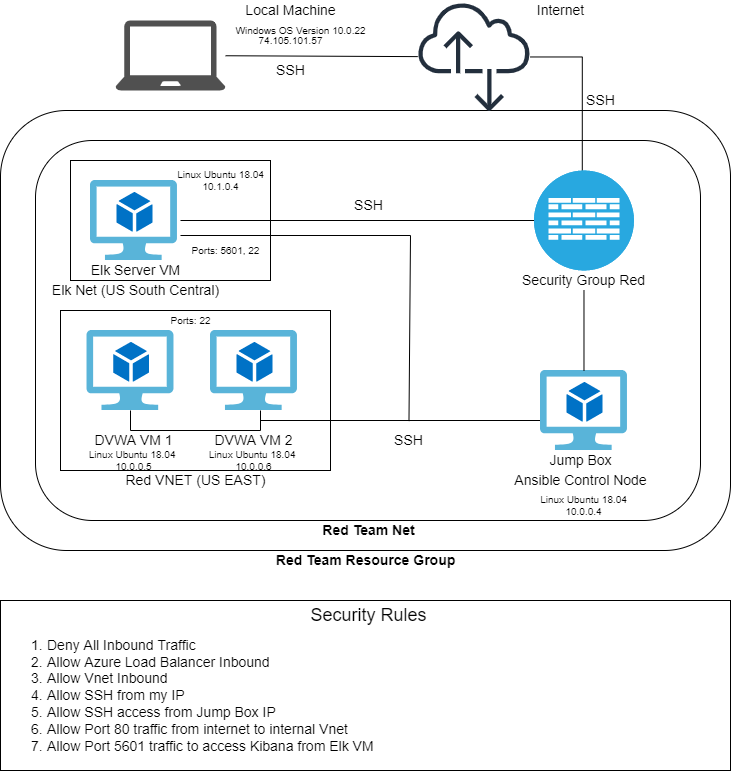 Local Machine
Internet
Windows OS Version 10.0.22
74.105.101.57
SSH
SSH
Linux Ubuntu 18.04
10.1.0.4
SSH
Ports: 5601, 22
Elk Server VM
Elk Net (US South Central)
Security Group Red
Ports: 22
DVWA VM 1
DVWA VM 2
SSH
Linux Ubuntu 18.04
Linux Ubuntu 18.04
10.0.0.5
10.0.0.6
Red VNET (US EAST)
Jump Box
Ansible Control Node
Linux Ubuntu 18.04
10.0.0.4
Red Team Net
Red Team Resource Group
Security Rules
1. Deny All Inbound Traffic
2. Allow Azure Load Balancer Inbound
3. Allow Vnet Inbound
4. Allow SSH from my IP
5. Allow SSH access from Jump Box IP
6. Allow Port 80 traffic from internet to internal Vnet
7. Allow Port 5601 traffic to access Kibana from Elk VM